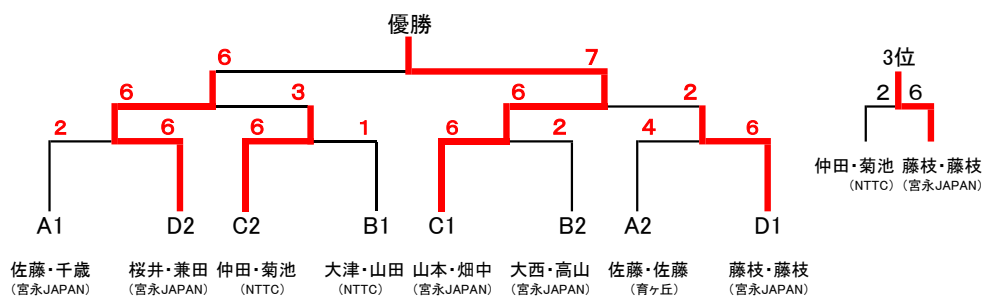 優勝
6 7
3位
6 3 6 2
2 6
2 6 6 1 6 2 4 6
仲田・菊池 藤枝・藤枝
(NTTC) (宮永JAPAN)
A1 D2 C2 B1 C1 B2 A2 D1
佐藤・千歳 桜井・兼田 仲田・菊池 大津・山田 山本・畑中 大西・高山 佐藤・佐藤 藤枝・藤枝
(宮永JAPAN) (宮永JAPAN) (NTTC) (NTTC) (宮永JAPAN) (宮永JAPAN) (育ヶ丘) (宮永JAPAN)